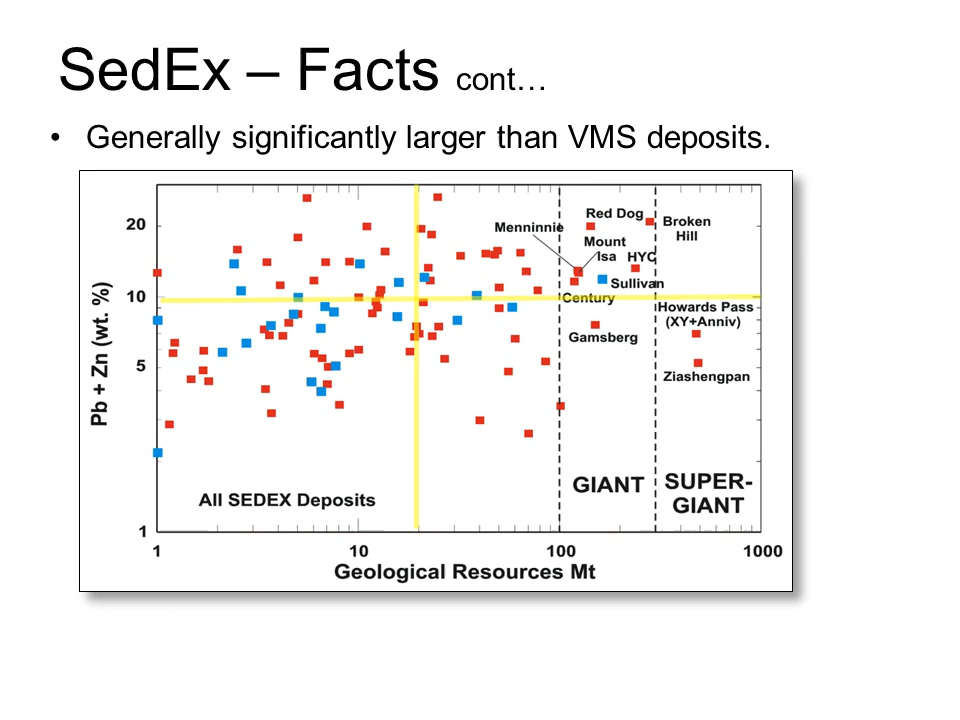 SedEx – Facts cont…
• Generally significantly larger than VMS deposits.
Pb + Zn (wt. %)
20
10
5
1
Menninnie
Red Dog
Broken
Hill
Mount
Isa
HYC
Sullivan
Century
Howards Pass
(XY+Anniv)
Gamsberg
Ziashengpan
All SEDEX Deposits
GIANT
SUPER-
GIANT
1
10
100
1000
Geological Resources Mt